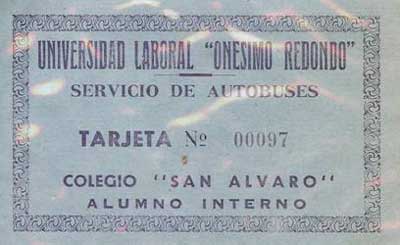 UNIVERSIDAD LABORAL "ONESIMO REDONDO"
SERVICIO DE AUTOBUSES
TARJETA Nº 00097
COLEGIO "SAN ALVARO"
ALUMNO INTERNO